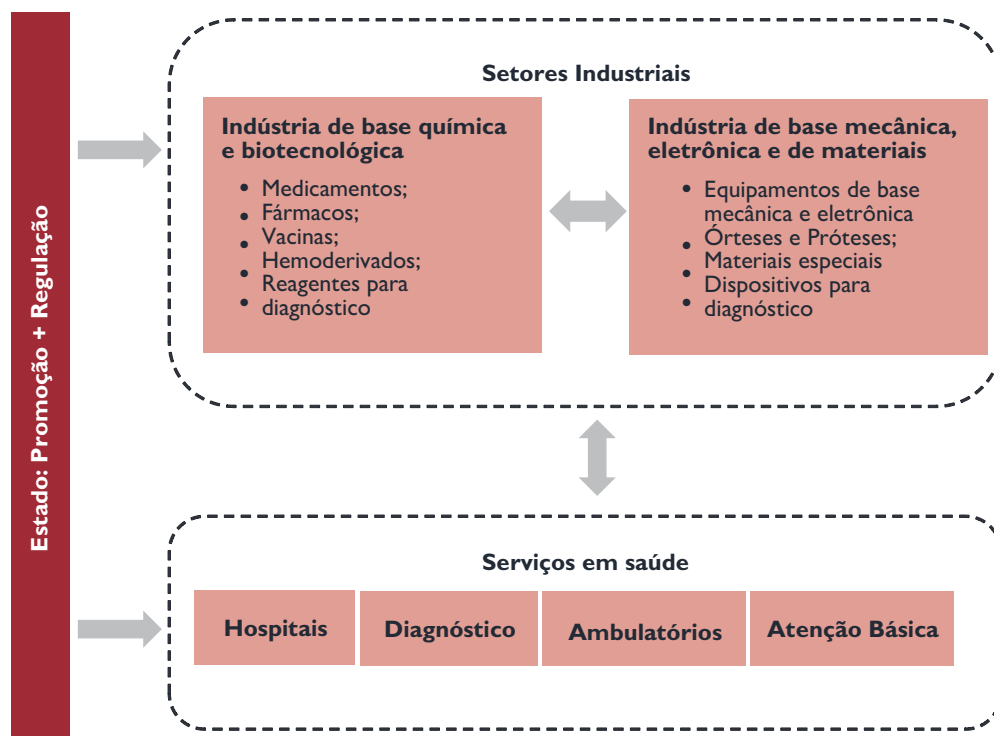 Estado: Promoção + Regulação
Setores Industriais
Indústria de base química
e biotecnológica
• Medicamentos;
• Fármacos;
• Vacinas;
• Hemoderivados;
• Reagentes para
• diagnóstico
Indústria de base mecânica,
eletrônica e de materiais
• Equipamentos de base
mecânica e eletrônica
• Órteses e Próteses;
• Materiais especiais
• Dispositivos para
• diagnóstico
Serviços em saúde
Hospitais
Diagnóstico
Ambulatórios
Atenção Básica